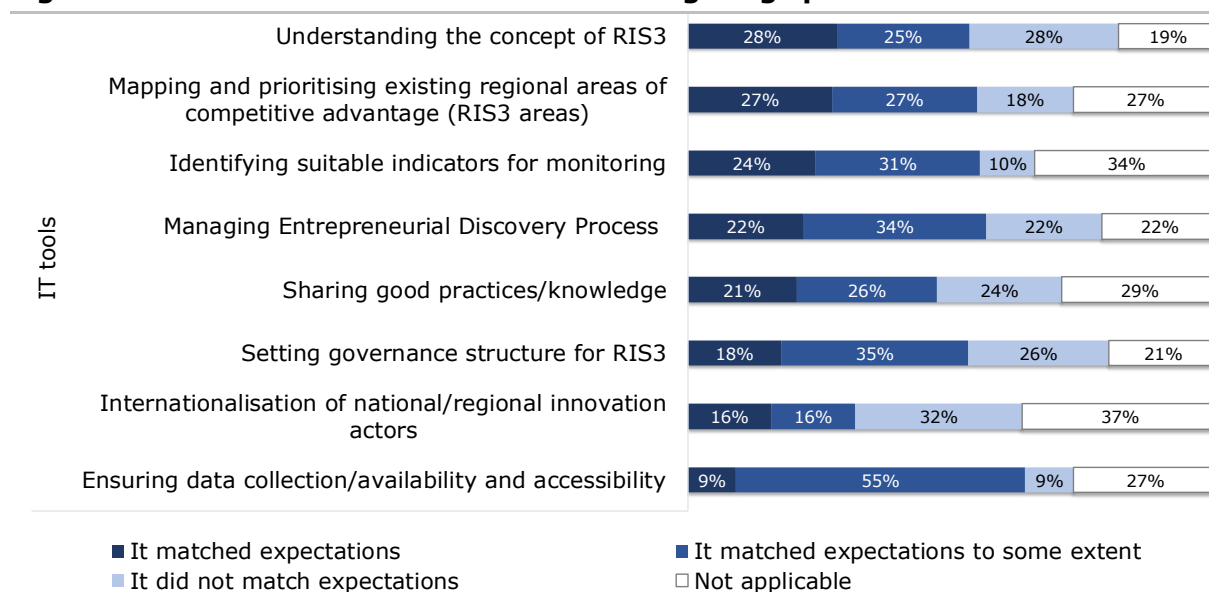 Understanding the concept of RIS3 28% 25% 28% 19%
Mapping and prioritising existing regional areas of
competitive advantage (RIS3 areas) 27% 27% 18% 27%
Identifying suitable indicators for monitoring 24% 31% 10% 34%
IT tools
Managing Entrepreneurial Discovery Process 22% 34% 22% 22%
Sharing good practices/knowledge 21% 26% 24% 29%
Setting governance structure for RIS3 18% 35% 26% 21%
Internationalisation of national/regional innovation
actors 16% 16% 32% 37%
Ensuring data collection/availability and accessibility 9% 55% 9% 27%
It matched expectations It matched expectations to some extent
It did not match expectations Not applicable